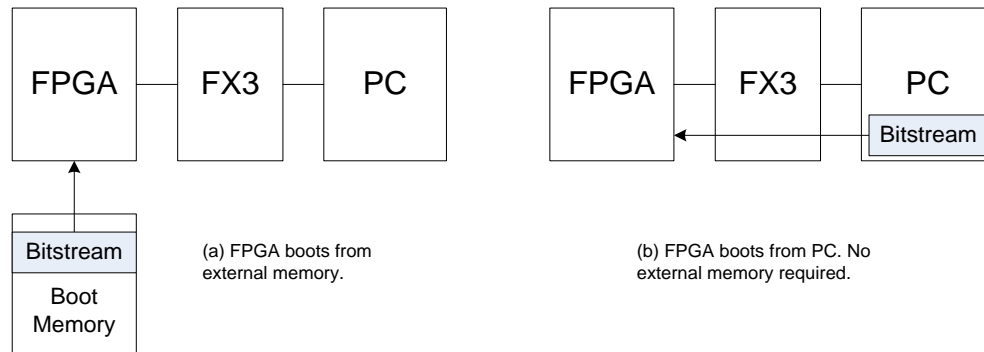 FPGA
FX3
PC
Bitstream
Boot
Memory
(a) FPGA boots from
external memory.
FPGA
FX3
PC
Bitstream
(b) FPGA boots from PC. No
external memory required.